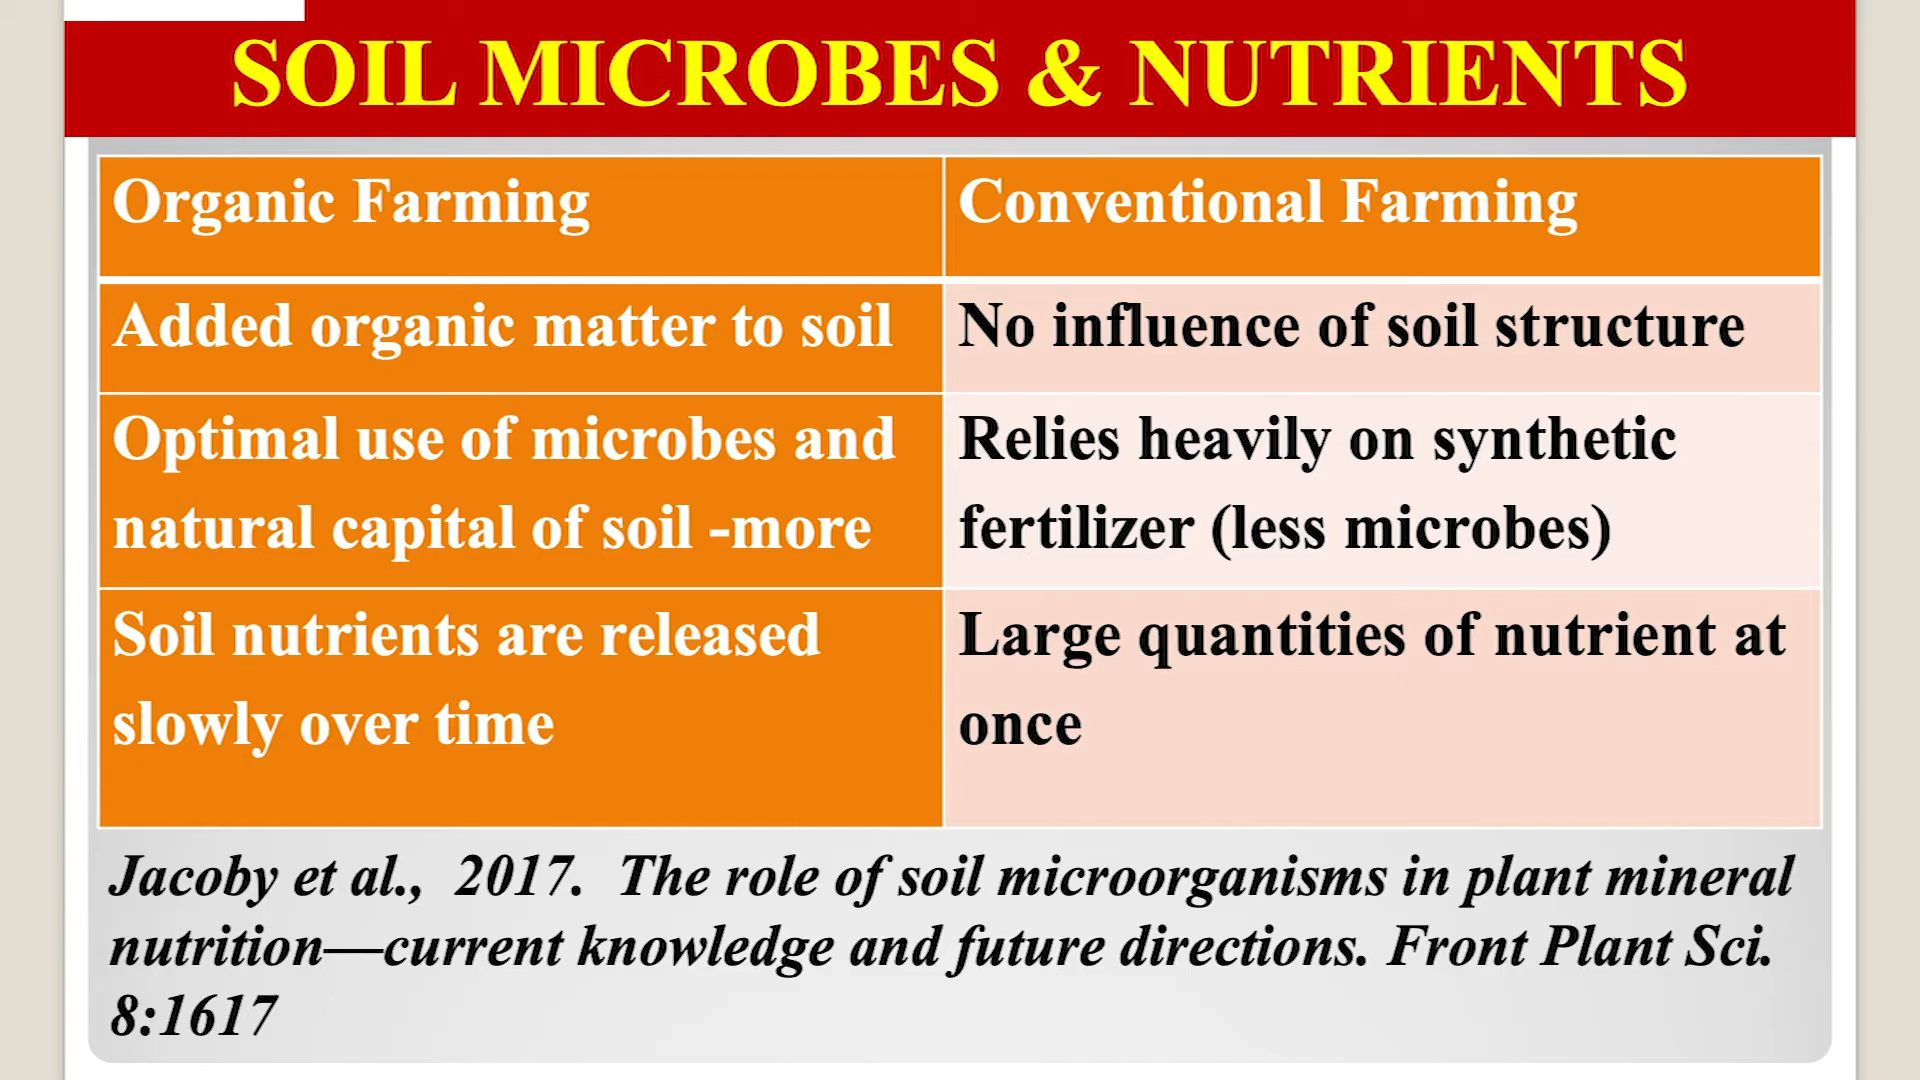 SOIL MICROBES & NUTRIENTS
Organic Farming
Conventional Farming
Added organic matter to soil
No influence of soil structure
Optimal use of microbes and
natural capital of soil -more
Relies heavily on synthetic
fertilizer (less microbes)
Soil nutrients are released
slowly over time
Large quantities of nutrient at
once
Jacoby et al., 2017. The role of soil microorganisms in plant mineral
nutrition—current knowledge and future directions. Front Plant Sci.
8:1617